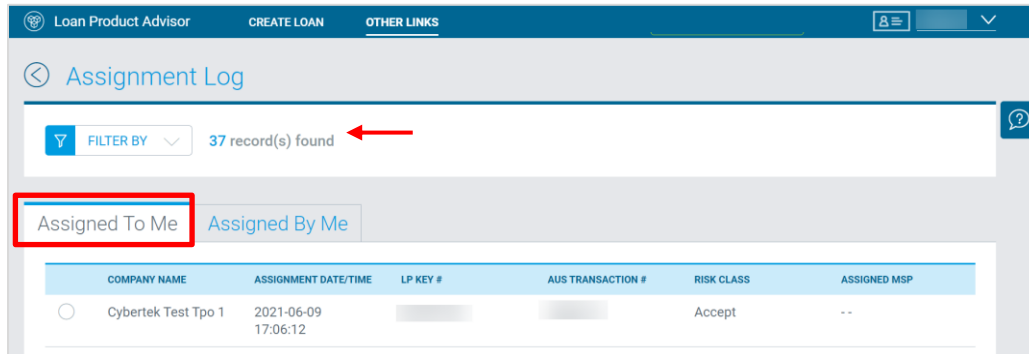 Loan Product Advisor CREATE LOAN OTHER LINKS
Assignment Log
FILTER BY 37 record(s) found
Assigned To Me Assigned By Me
COMPANY NAME ASSIGNMENT DATE/TIME LP KEY # AUS TRANSACTION # RISK CLASS ASSIGNED MSP
Cybertek Test Tpo 1 2021-06-09 Accept - -
17:06:12